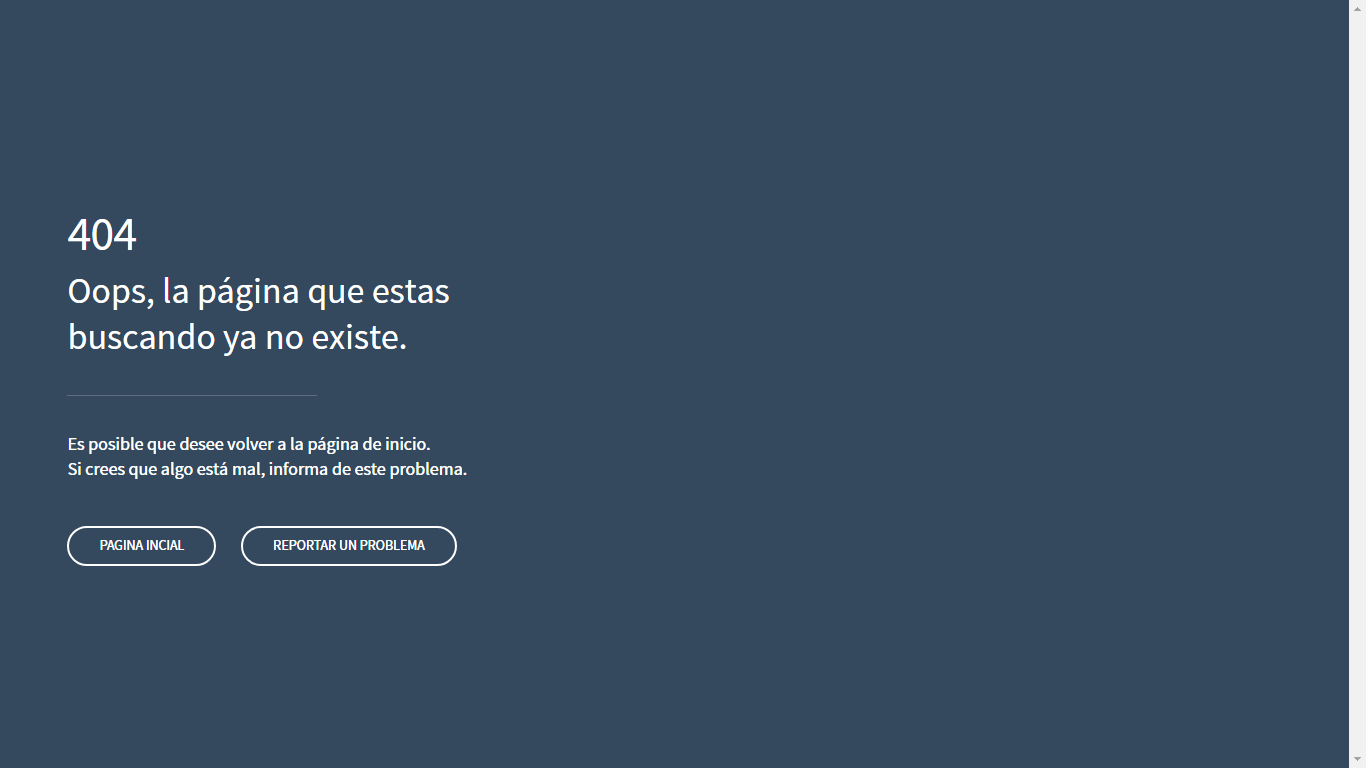 404
Oops, la página que estas
buscando ya no existe.
Es posible que desee volver a la página de inicio.
Si crees que algo está mal, informa de este problema.
PAGINA INCIAL
REPORTAR UN PROBLEMA